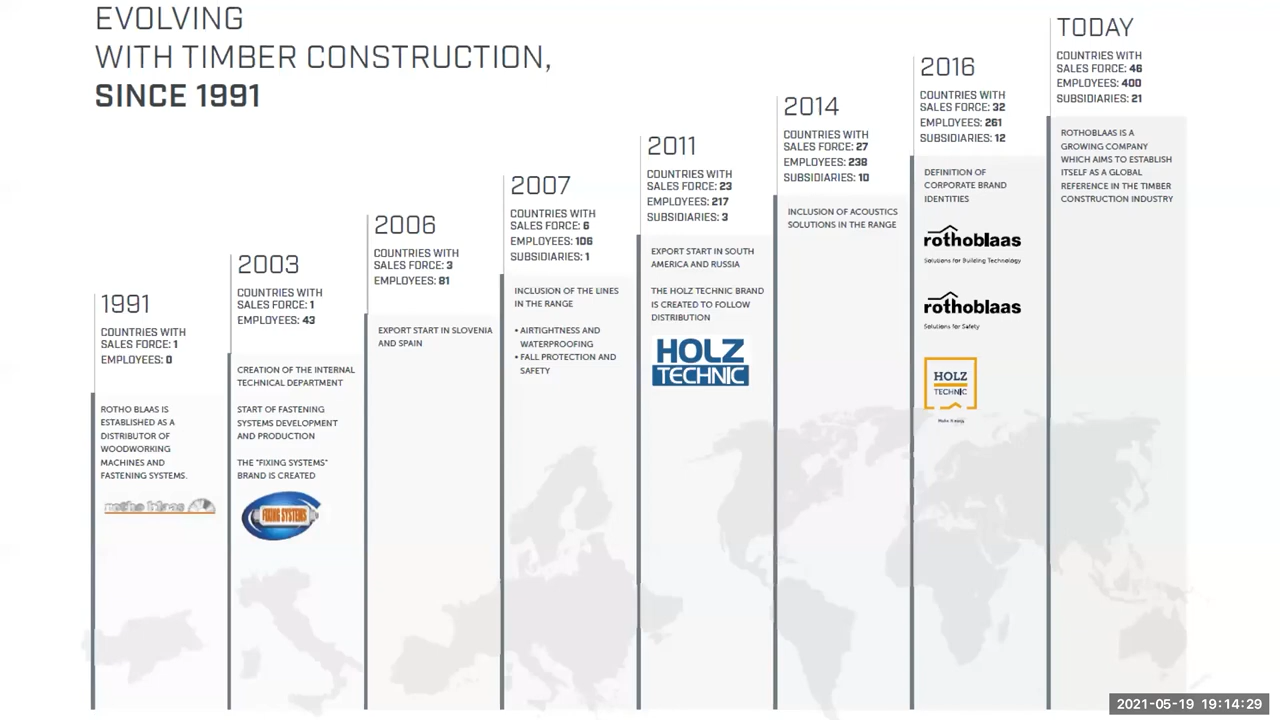 EVOLVING
WITH TIMBER CONSTRUCTION,
SINCE 1991
1991
COUNTRIES WITH
SALES FORCE: 1
EMPLOYEES: 0
ROTHO BLAAS IS
ESTABLISHED AS A
DISTRIBUTOR OF
WOODWORKING
MACHINES AND
FASTENING SYSTEMS.
rotho blaas
2003
COUNTRIES WITH
SALES FORCE: 1
EMPLOYEES: 43
CREATION OF THE INTERNAL
TECHNICAL DEPARTMENT
START OF FASTENING
SYSTEMS DEVELOPMENT
AND PRODUCTION
THE "FIXING SYSTEMS"
BRAND IS CREATED
FIXING SYSTEMS
2006
COUNTRIES WITH
SALES FORCE: 3
EMPLOYEES: 81
EXPORT START IN SLOVENIA
AND SPAIN
2007
COUNTRIES WITH
SALES FORCE: 6
EMPLOYEES: 106
SUBSIDIARIES: 1
INCLUSION OF THE LINES
IN THE RANGE
• AIRTIGHTNESS AND
WATERPROOFING
• FALL PROTECTION AND
SAFETY
2011
COUNTRIES WITH
SALES FORCE: 23
EMPLOYEES: 217
SUBSIDIARIES: 3
EXPORT START IN SOUTH
AMERICA AND RUSSIA
THE HOLZ TECHNIC BRAND
IS CREATED TO FOLLOW
DISTRIBUTION
HOLZ
TECHNIC
2014
COUNTRIES WITH
SALES FORCE: 27
EMPLOYEES: 238
SUBSIDIARIES: 10
INCLUSION OF ACOUSTICS
SOLUTIONS IN THE RANGE
2016
COUNTRIES WITH
SALES FORCE: 32
EMPLOYEES: 261
SUBSIDIARIES: 12
DEFINITION OF
CORPORATE BRAND
IDENTITIES
rothoblaas
Solutions for Building Technology
rothoblaas
Solutions for Safety
HOLZ
TECHNIC
TODAY
COUNTRIES WITH
SALES FORCE: 46
EMPLOYEES: 400
SUBSIDIARIES: 21
ROTHOBLAAS IS A
GROWING COMPANY
WHICH AIMS TO ESTABLISH
ITSELF AS A GLOBAL
REFERENCE IN THE TIMBER
CONSTRUCTION INDUSTRY
2021-05-19 19:14:29